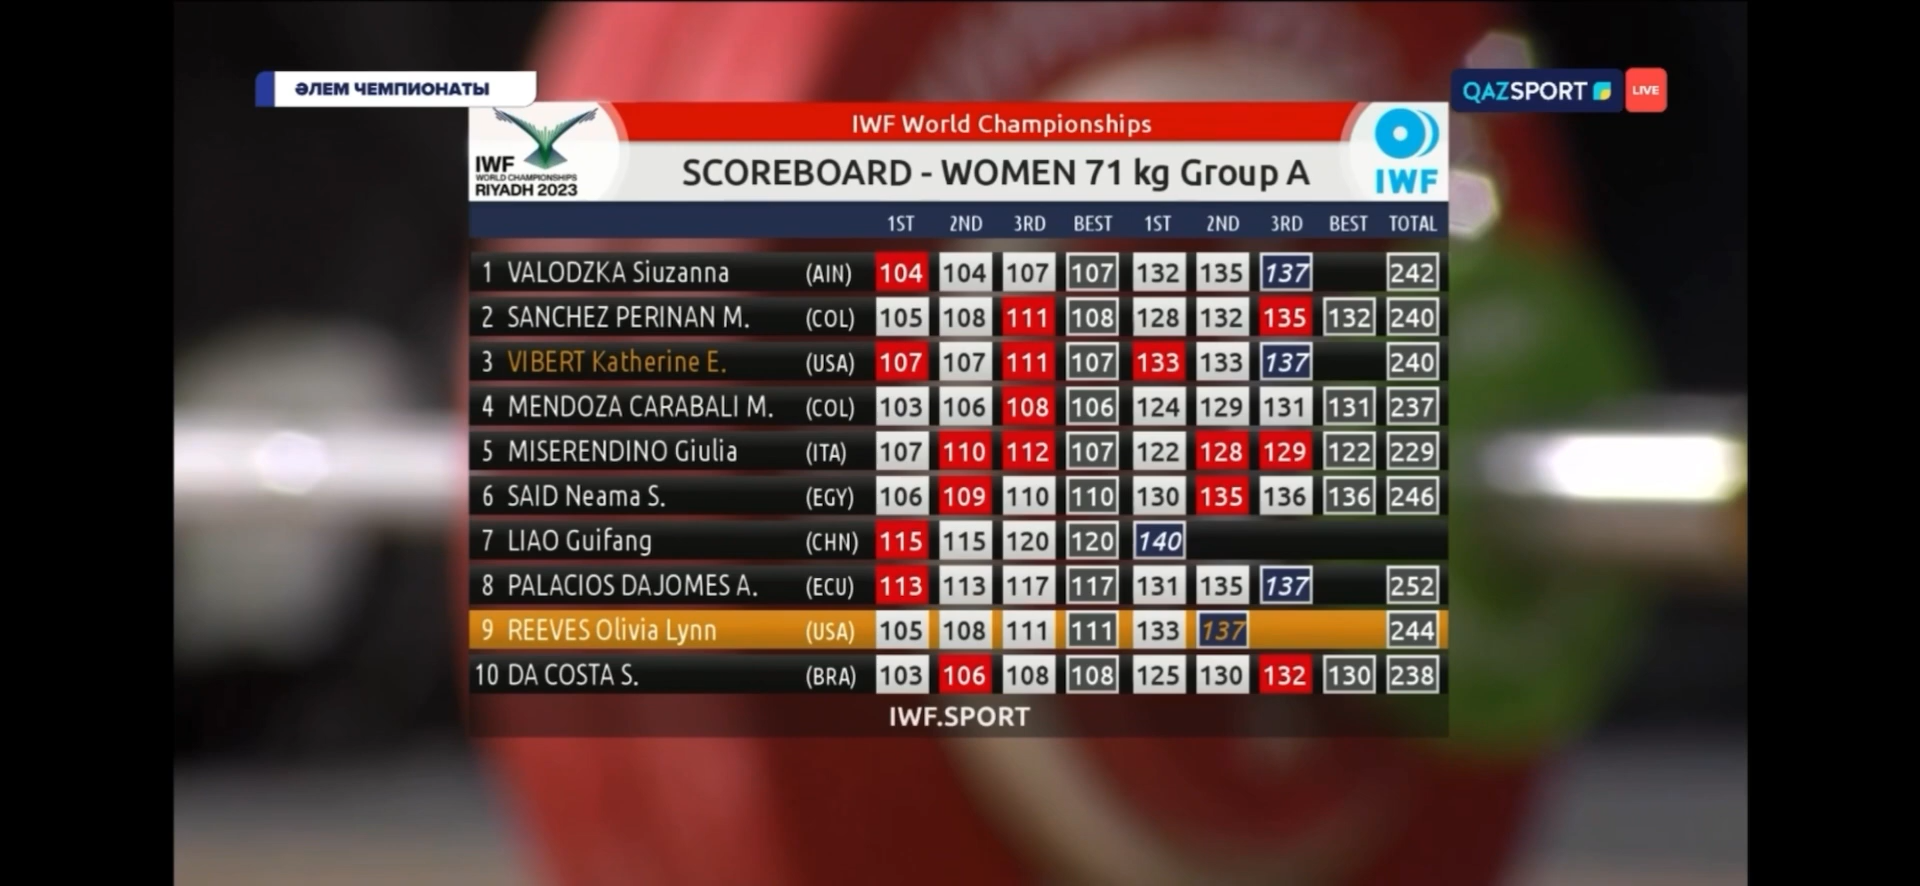 ӘЛЕМ ЧЕМПИОНАТЫ
QAZSPORT LIVE
IWF World Championships
IWF
WORLD CHAMPIONSHIPS
RIYADH 2023
SCOREBOARD - WOMEN 71 kg Group A
IWF
1ST 2ND 3RD BEST 1ST 2ND 3RD BEST TOTAL
1 VALODZKA Siuzanna (AIN) 104 104 107 107 132 135 137 242
2 SANCHEZ PERINAN M. (COL) 105 108 111 108 128 132 135 132 240
3 VIBERT Katherine E. (USA) 107 107 111 107 133 133 137 240
4 MENDOZA CARABALI M. (COL) 103 106 108 106 124 129 131 131 237
5 MISERENDINO Giulia (ITA) 107 110 112 107 122 128 129 122 229
6 SAID Neama S. (EGY) 106 109 110 110 130 135 136 136 246
7 LIAO Guifang (CHN) 115 115 120 120 140
8 PALACIOS DAJOMES A. (ECU) 113 113 117 117 131 135 137 252
9 REEVES Olivia Lynn (USA) 105 108 111 111 133 137 244
10 DA COSTA S. (BRA) 103 106 108 108 125 130 132 130 238
IWF.SPORT